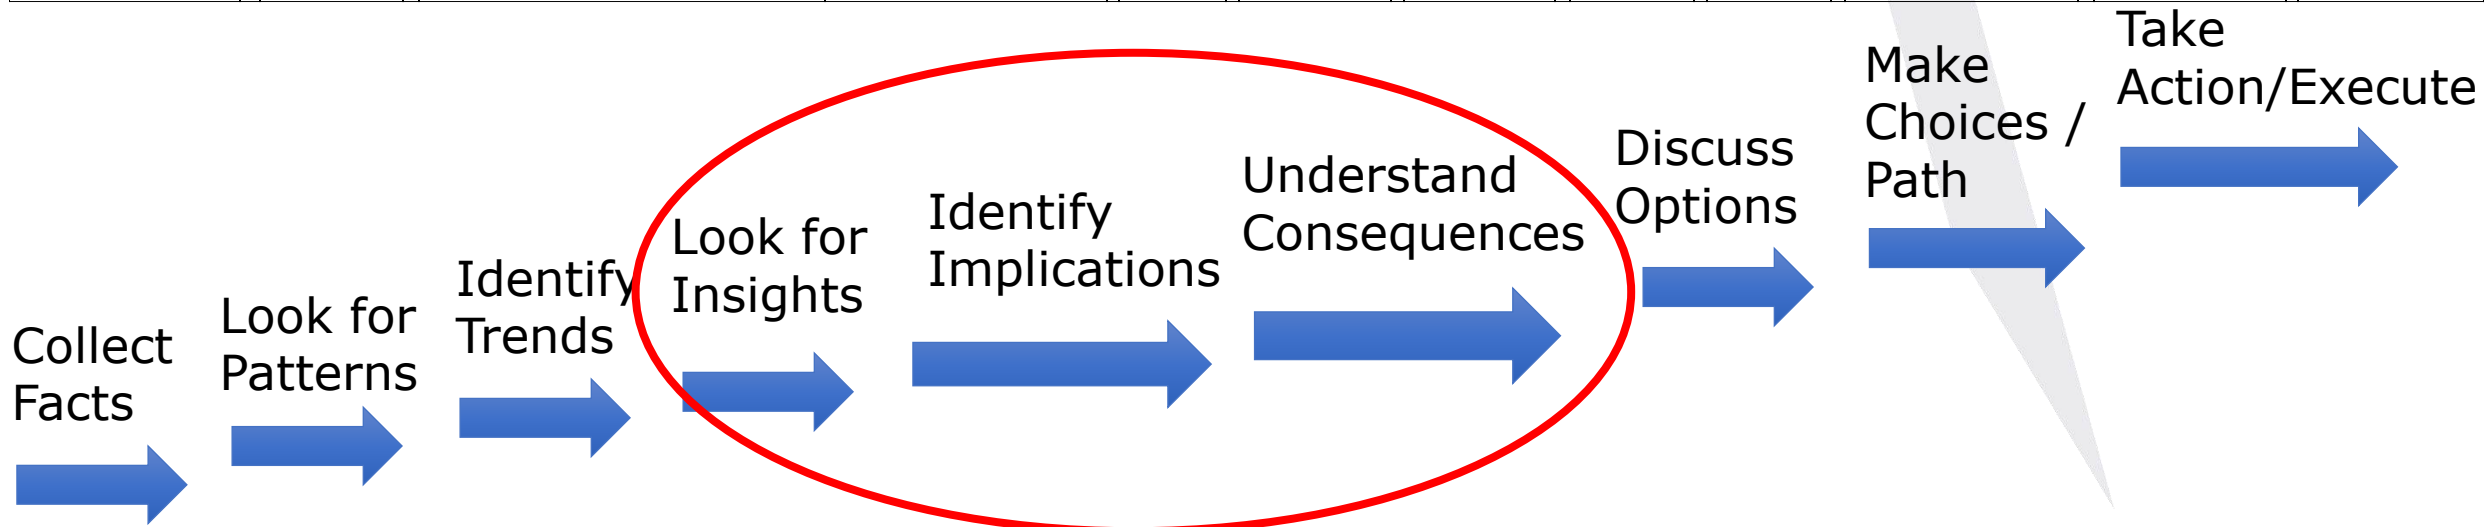 Collect
Facts
Look for
Patterns
Identify
Trends
Look for
Insights
Identify
Implications
Understand
Consequences
Discuss
Options
Make
Choices /
Path
Take
Action/Execute